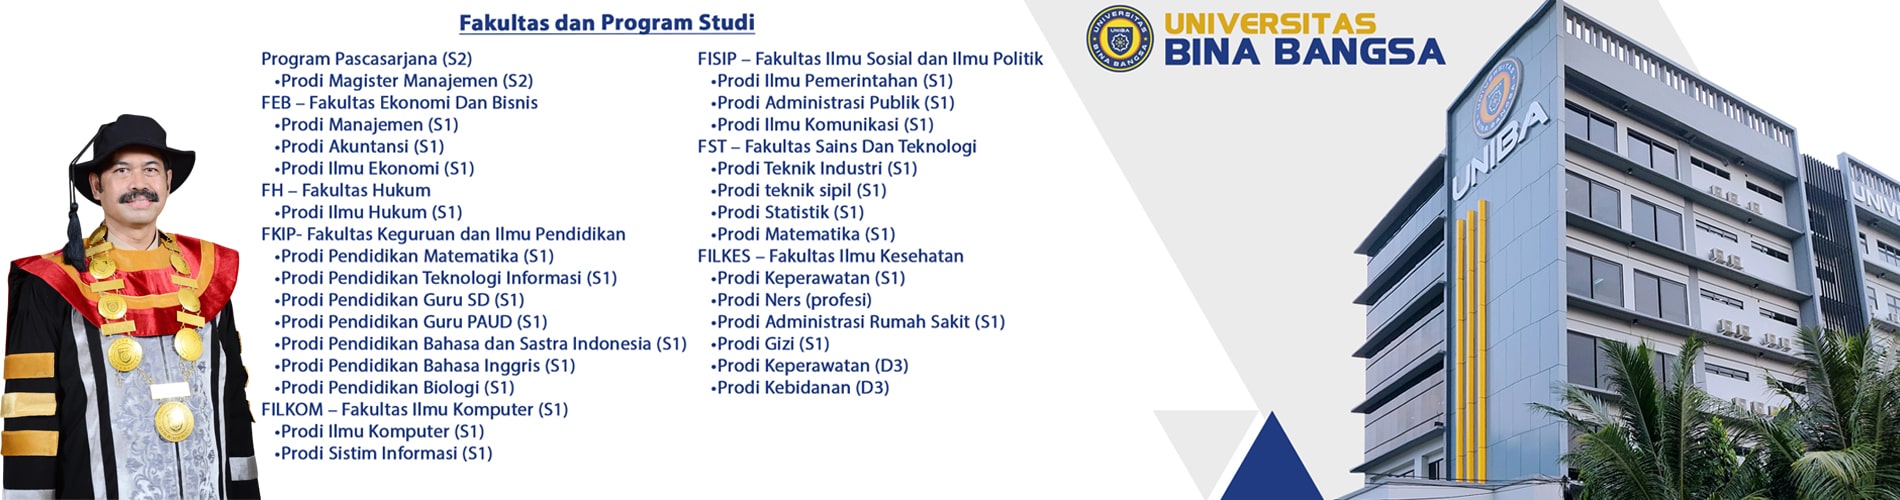 Fakultas dan Program Studi
Program Pascasarjana (S2)
•Prodi Magister Manajemen (S2)
FEB – Fakultas Ekonomi Dan Bisnis
•Prodi Manajemen (S1)
•Prodi Akuntansi (S1)
•Prodi Ilmu Ekonomi (S1)
FH – Fakultas Hukum
•Prodi Ilmu Hukum (S1)
FKIP- Fakultas Keguruan dan Ilmu Pendidikan
•Prodi Pendidikan Matematika (S1)
•Prodi Pendidikan Teknologi Informasi (S1)
•Prodi Pendidikan Guru SD (S1)
•Prodi Pendidikan Guru PAUD (S1)
•Prodi Pendidikan Bahasa dan Sastra Indonesia (S1)
•Prodi Pendidikan Bahasa Inggris (S1)
•Prodi Pendidikan Biologi (S1)
FILKOM – Fakultas Ilmu Komputer (S1)
•Prodi Ilmu Komputer (S1)
•Prodi Sistim Informasi (S1)
FISIP – Fakultas Ilmu Sosial dan Ilmu Politik
•Prodi Ilmu Pemerintahan (S1)
•Prodi Administrasi Publik (S1)
•Prodi Ilmu Komunikasi (S1)
FST – Fakultas Sains Dan Teknologi
•Prodi Teknik Industri (S1)
•Prodi teknik sipil (S1)
•Prodi Statistik (S1)
•Prodi Matematika (S1)
FILKES – Fakultas Ilmu Kesehatan
•Prodi Keperawatan (S1)
•Prodi Ners (profesi)
•Prodi Administrasi Rumah Sakit (S1)
•Prodi Gizi (S1)
•Prodi Keperawatan (D3)
•Prodi Kebidanan (D3)
UNIVERSITAS
UNIBA
BINA BANGSA
UNIVERSITAS
BINA BANGSA
UNIVERSITAS
BINA BANGSA
UNIBA